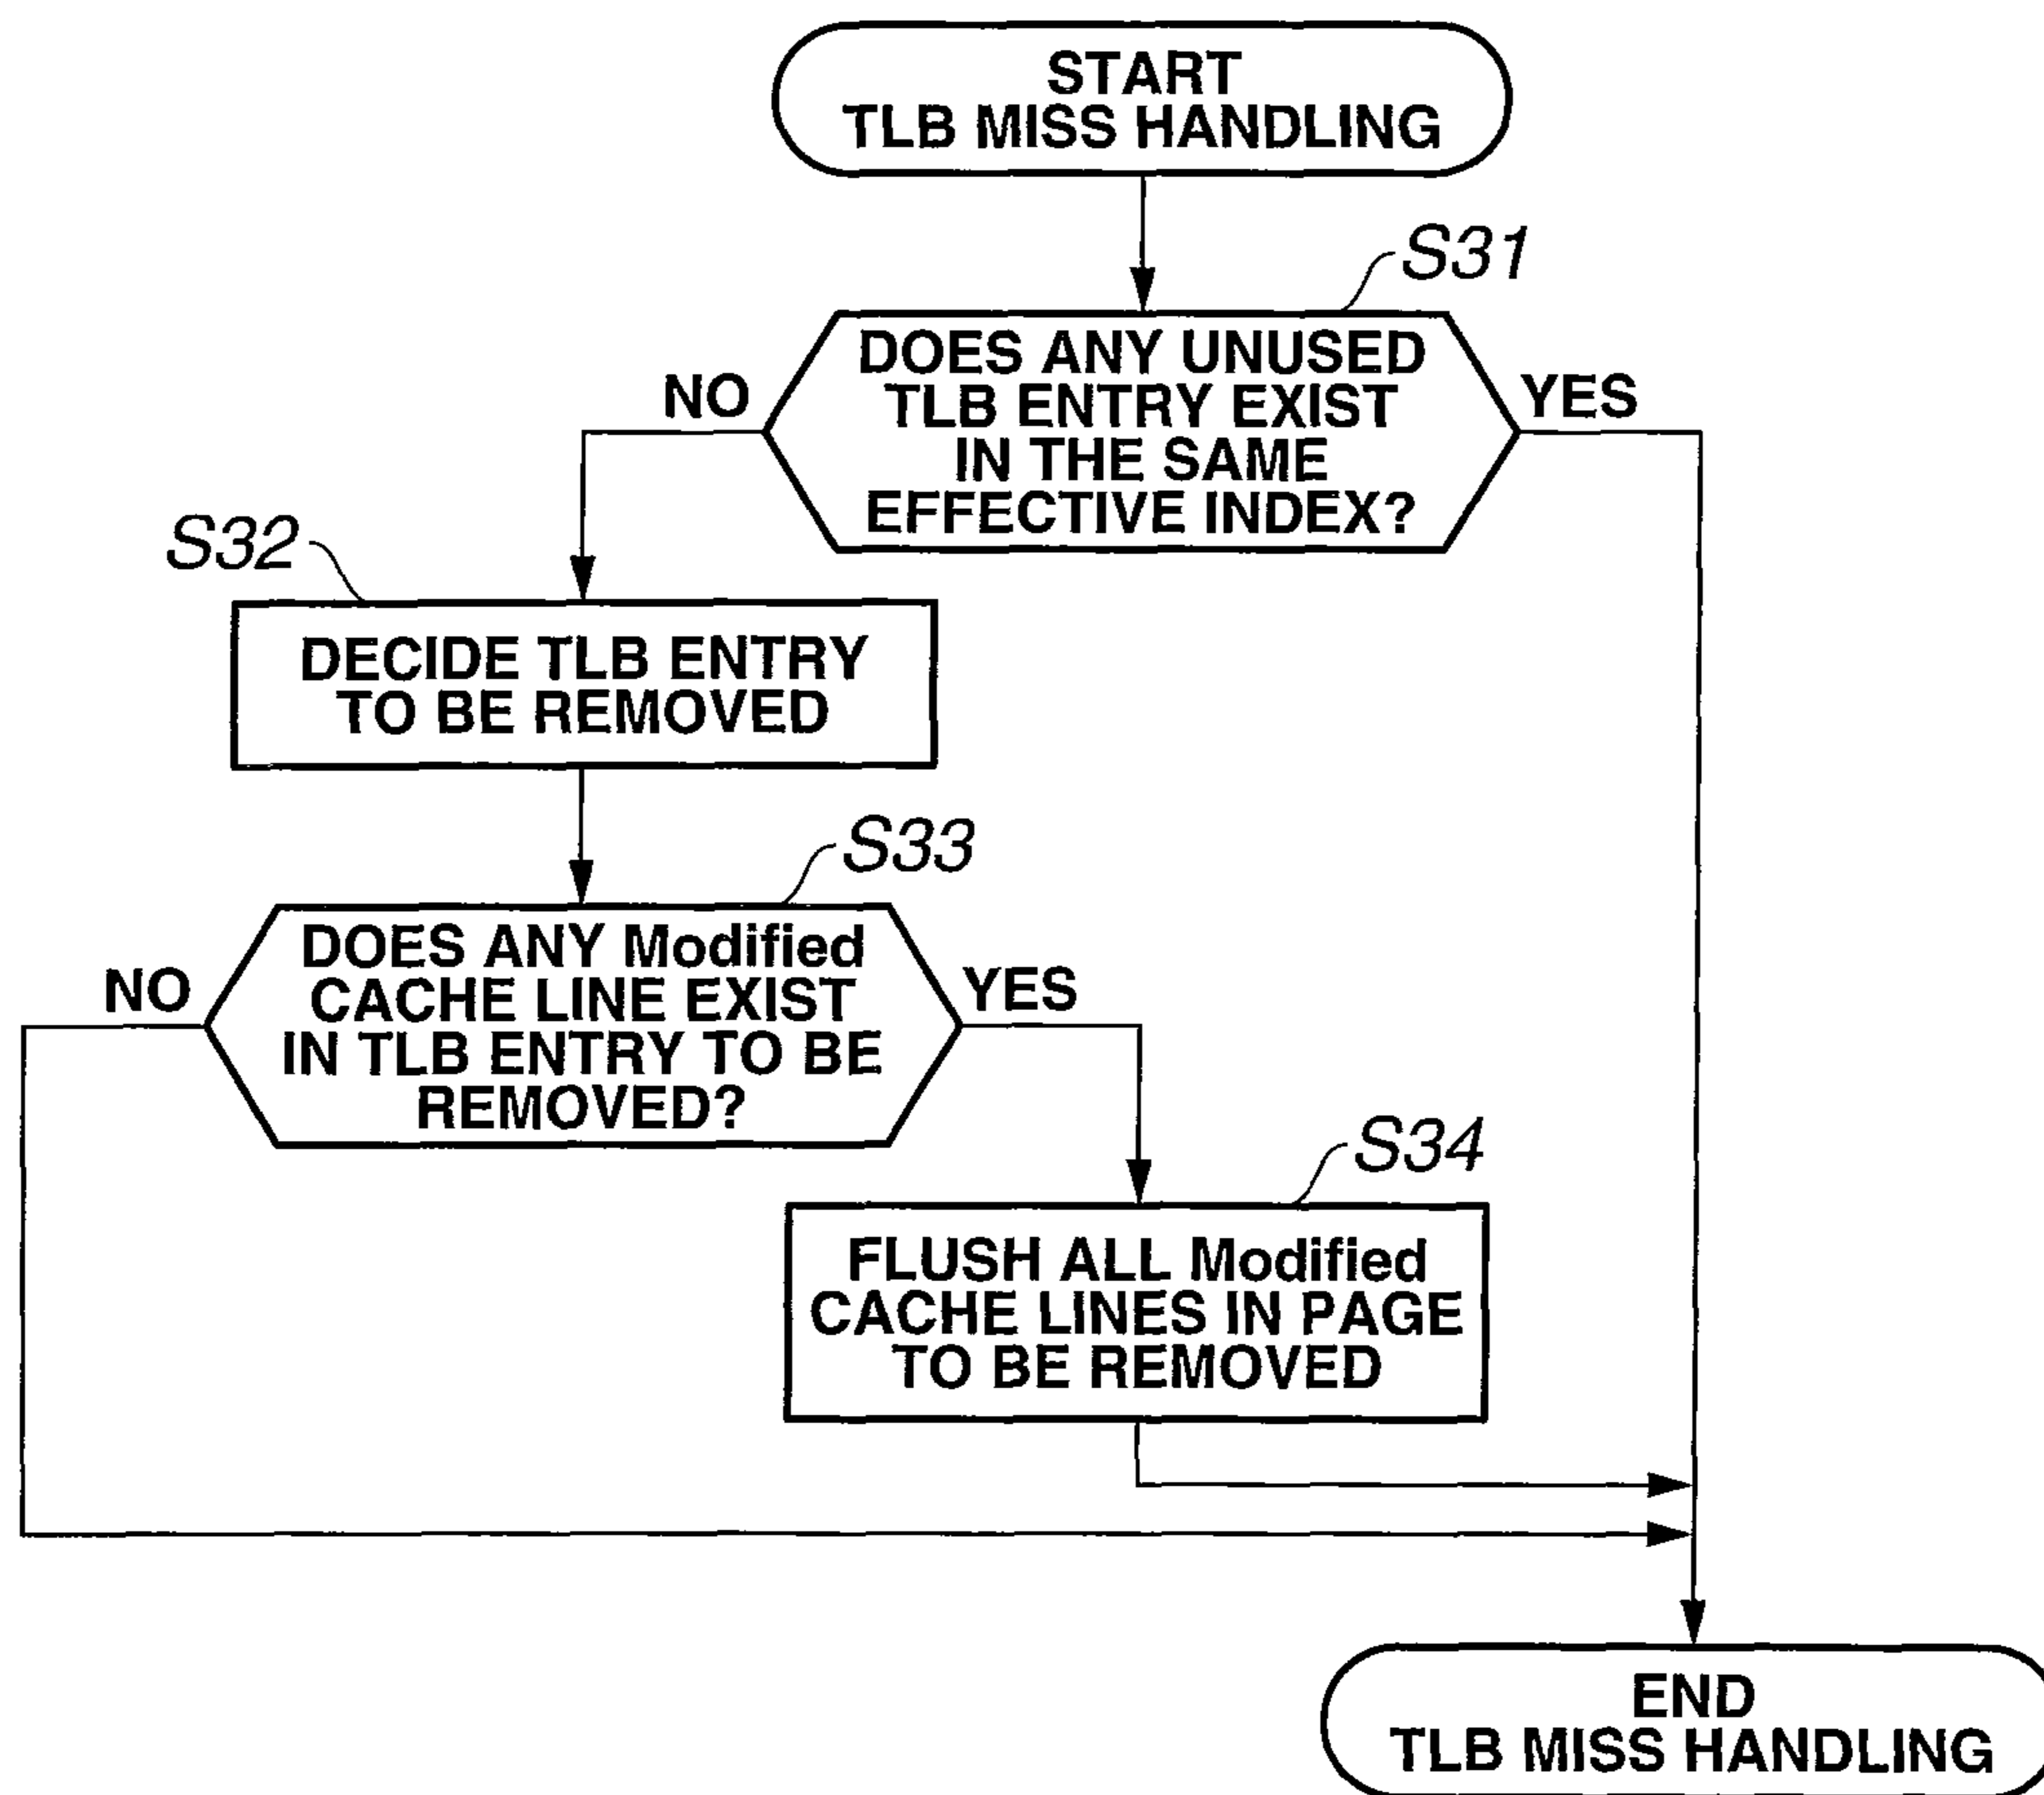 START
TLB MISS HANDLING
S31
DOES ANY UNUSED
TLB ENTRY EXIST
IN THE SAME
EFFECTIVE INDEX?
NO
YES
S32
DECIDE TLB ENTRY
TO BE REMOVED
S33
DOES ANY Modified
CACHE LINE EXIST
IN TLB ENTRY TO BE
REMOVED?
NO
YES
S34
FLUSH ALL Modified
CACHE LINES IN PAGE
TO BE REMOVED
END
TLB MISS HANDLING